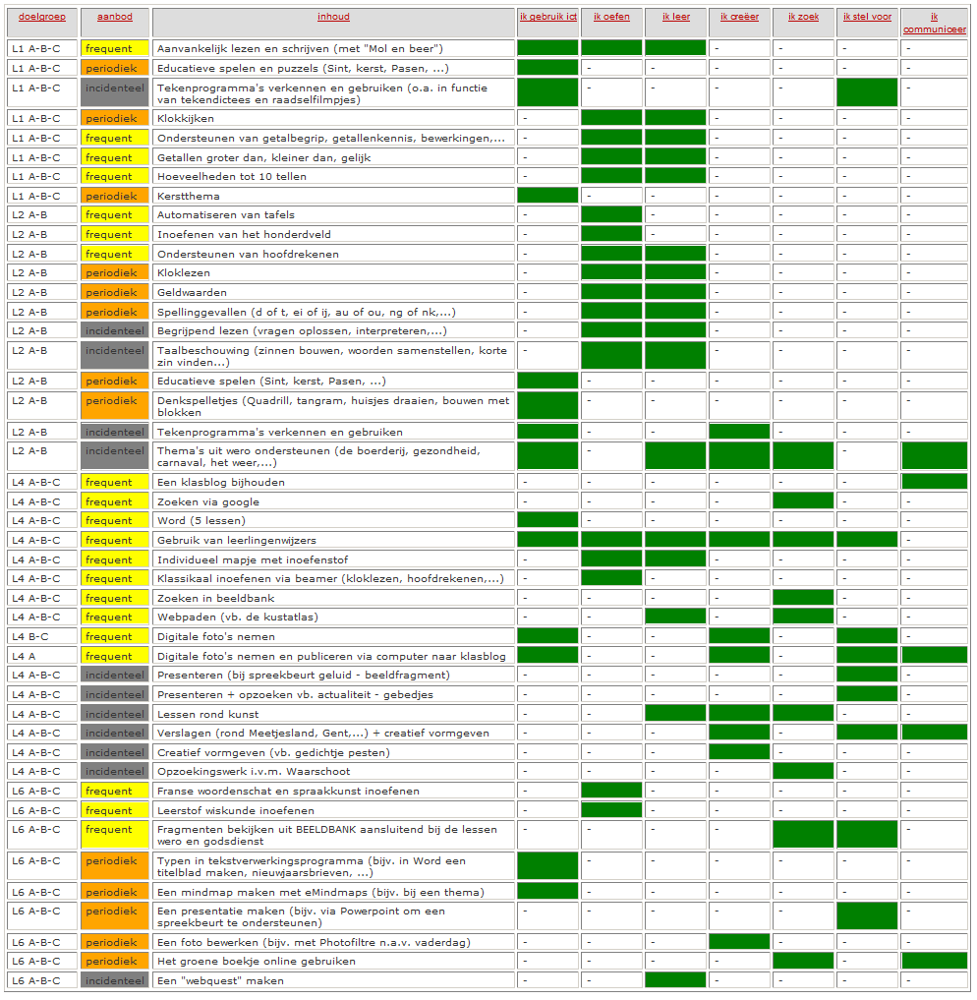 doelgroep aanbod inhoud ik gebruik ict ik oefen ik leer ik creëer ik zoek ik stel voor ik
communiceer
L1 A-B-C frequent Aanvankelijk lezen en schrijven (met "Mol en beer") - - - -
L1 A-B-C periodiek Educatieve spelen en puzzels (Sint, kerst, Pasen, ...) - - - - - -
L1 A-B-C incidenteel Tekenprogramma's verkennen en gebruiken (o.a. in functie - - - - -
van tekendictees en raadselfilmpjes)
L1 A-B-C periodiek Klokkijken - - - - -
L1 A-B-C frequent Ondersteunen van getalbegrip, getallenkennis, bewerkingen,... - - - - -
L1 A-B-C frequent Getallen groter dan, kleiner dan, gelijk - - - - -
L1 A-B-C frequent Hoeveelheden tot 10 tellen - - - - -
L1 A-B-C periodiek Kerstthema - - - - - -
L2 A-B frequent Automatiseren van tafels - - - - - -
L2 A-B frequent Inoefenen van het honderdveld - - - - - -
L2 A-B frequent Ondersteunen van hoofdrekenen - - - - -
L2 A-B periodiek Kloklezen - - - - -
L2 A-B periodiek Geldwaarden - - - - -
L2 A-B periodiek Spellinggevallen (d of t, ei of ij, au of ou, ng of nk,...) - - - - -
L2 A-B incidenteel Begrijpend lezen (vragen oplossen, interpreteren,...) - - - - -
L2 A-B incidenteel Taalbeschouwing (zinnen bouwen, woorden samenstellen, korte - - - - -
zin vinden...)
L2 A-B periodiek Educatieve spelen (Sint, kerst, Pasen, ...) - - - - - -
L2 A-B periodiek Denkspelletjes (Quadrill, tangram, huisjes draaien, bouwen met - - - - - -
blokken
L2 A-B incidenteel Tekenprogramma's verkennen en gebruiken - - - - -
L2 A-B incidenteel Thema's uit wero ondersteunen (de boerderij, gezondheid, - -
carnaval, het weer,...)
L4 A-B-C frequent Een klasblog bijhouden - - - - - -
L4 A-B-C frequent Zoeken via google - - - - - -
L4 A-B-C frequent Word (5 lessen) - - - - - -
L4 A-B-C frequent Gebruik van leerlingenwijzers -
L4 A-B-C frequent Individueel mapje met inoefenstof - - - - -
L4 A-B-C frequent Klassikaal inoefenen via beamer (kloklezen, hoofdrekenen,...) - - - - - -
L4 A-B-C frequent Zoeken in beeldbank - - - - - -
L4 A-B-C frequent Webpaden (vb. de kustatlas) - - - - -
L4 B-C frequent Digitale foto's nemen - - - -
L4 A frequent Digitale foto's nemen en publiceren via computer naar klasblog - - -
L4 A-B-C incidenteel Presenteren (bij spreekbeurt geluid - beeldfragment) - - - - - -
L4 A-B-C incidenteel Presenteren + opzoeken vb. actualiteit - gebedjes - - - - - -
L4 A-B-C incidenteel Lessen rond kunst - - - -
L4 A-B-C incidenteel Verslagen (rond Meetjesland, Gent,...) + creatief vormgeven - - - -
L4 A-B-C incidenteel Creatief vormgeven (vb. gedichtje pesten) - - - - - -
L4 A-B-C incidenteel Opzoekingswerk i.v.m. Waarschoot - - - - - -
L6 A-B-C frequent Franse woordenschat en spraakkunst inoefenen - - - - - -
L6 A-B-C frequent Leerstof wiskunde inoefenen - - - - - -
L6 A-B-C frequent Fragmenten bekijken uit BEELDBANK aansluitend bij de lessen - - - - -
wero en godsdienst
L6 A-B-C periodiek Typen in tekstverwerkingsprogramma (bijv. in Word een - - - - - -
titelblad maken, nieuwjaarsbrieven, ...)
L6 A-B-C periodiek Een mindmap maken met eMindmaps (bijv. bij een thema) - - - - - -
L6 A-B-C periodiek Een presentatie maken (bijv. via Powerpoint om een - - - - - -
spreekbeurt te ondersteunen)
L6 A-B-C periodiek Een foto bewerken (bijv. met Photofiltre n.a.v. vaderdag) - - - - - -
L6 A-B-C periodiek Het groene boekje online gebruiken - - - - -
L6 A-B-C incidenteel Een "webquest" maken - - - - - -